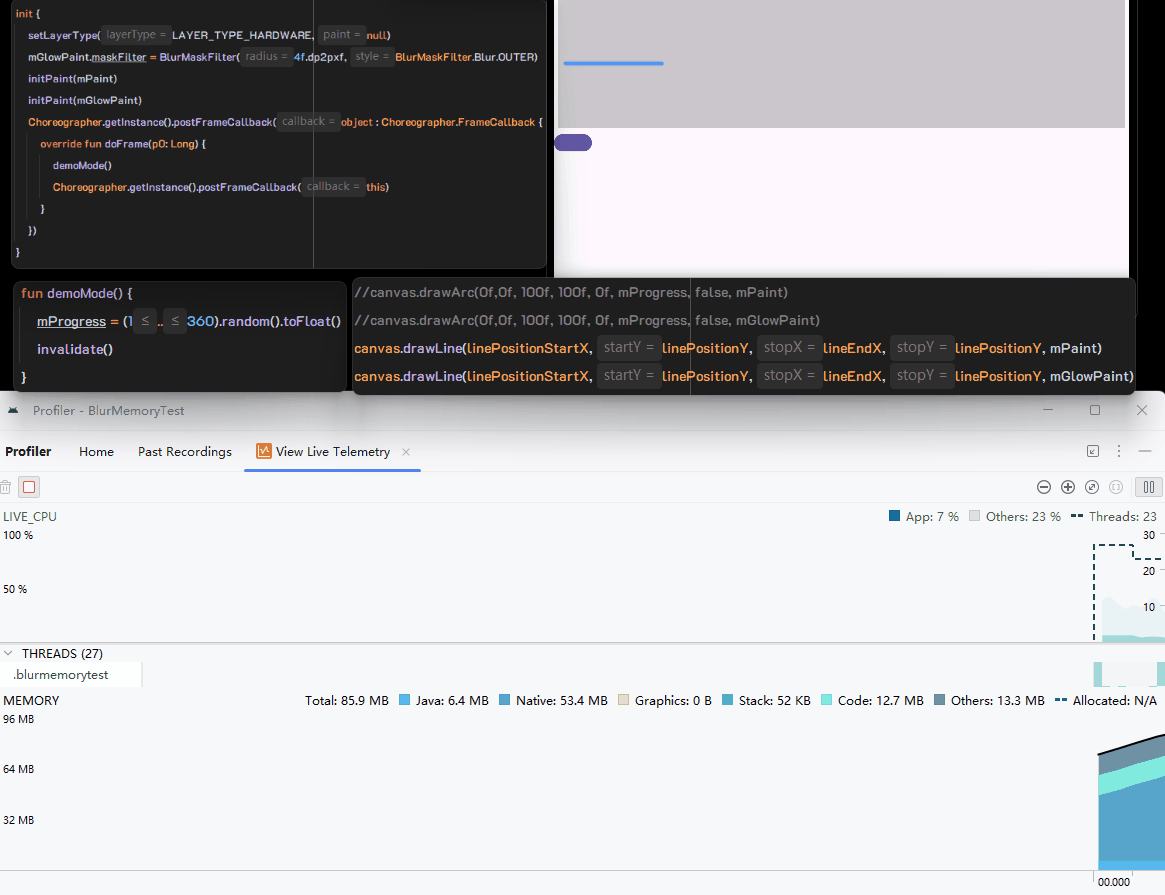 init {
setLayerType( layerType = LAYER_TYPE_HARDWARE, paint = null)
mGlowPaint.maskFilter = BlurMaskFilter( radius = 4f.dp2pxf, style = BlurMaskFilter.Blur.OUTER)
initPaint(mPaint)
initPaint(mGlowPaint)
Choreographer.getInstance().postFrameCallback( callback = object : Choreographer.FrameCallback {
override fun doFrame(p0: Long) {
demoMode()
Choreographer.getInstance().postFrameCallback( callback = this)
}
})
}
fun demoMode() {
mProgress = (1 ≤ .. ≤ 360).random().toFloat()
invalidate()
}
//canvas.drawArc(0f,0f, 100f, 100f, 0f, mProgress, false, mPaint)
//canvas.drawArc(0f,0f, 100f, 100f, 0f, mProgress, false, mGlowPaint)
canvas.drawLine(linePositionStartX, startY = linePositionY, stopX = lineEndX, stopY = linePositionY, mPaint)
canvas.drawLine(linePositionStartX, startY = linePositionY, stopX = lineEndX, stopY = linePositionY, mGlowPaint)
Profiler - BlurMemoryTest
Profiler Home Past Recordings View Live Telemetry
LIVE_CPU App: 7 % Others: 23 % Threads: 23
100 % 30
20
50 %
10
THREADS (27)
.blurmemorytest
MEMORY Total: 85.9 MB Java: 6.4 MB Native: 53.4 MB Graphics: 0 B Stack: 52 KB Code: 12.7 MB Others: 13.3 MB Allocated: N/A
96 MB
64 MB
32 MB
00.000